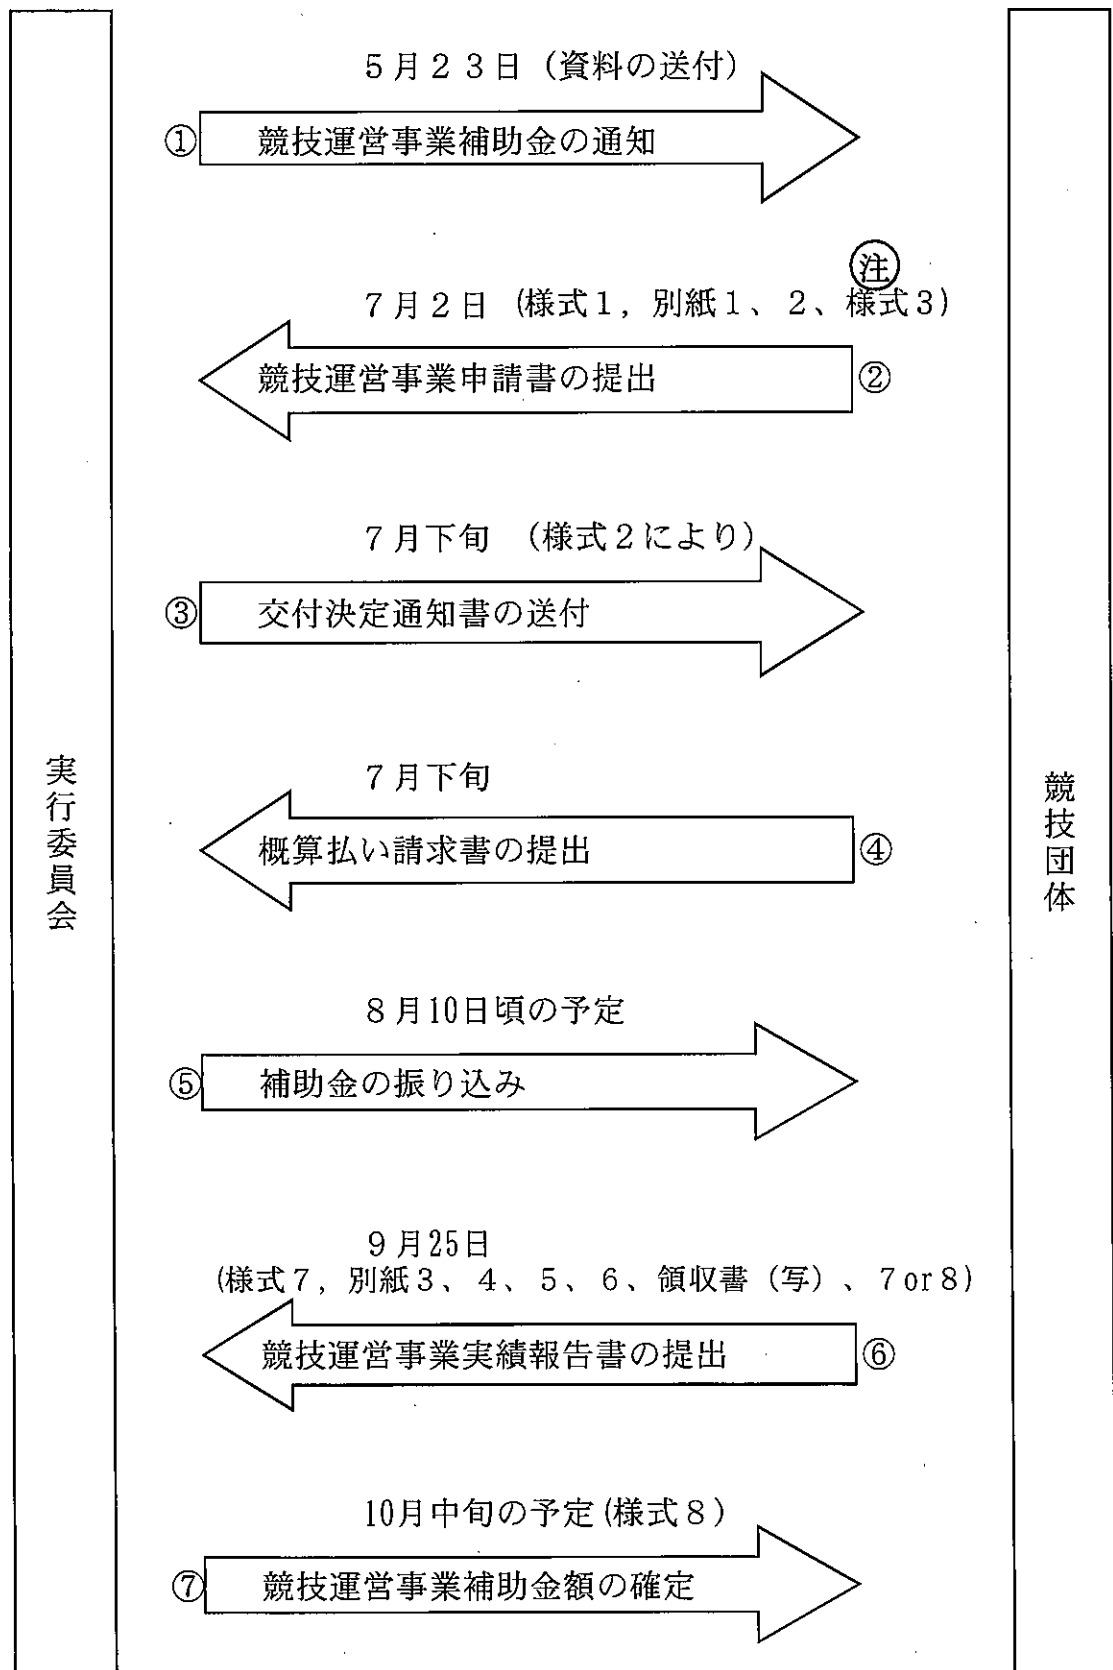 5月23日（資料の送付）
①競技運営事業補助金の通知
注
7月2日（様式1，別紙1、2、様式3）
競技運営事業申請書の提出②
7月下旬（様式2により）
③交付決定通知書の送付
実行委員会
競技団体
7月下旬
概算払い請求書の提出④
8月10日頃の予定
⑤補助金の振り込み
9月25日
（様式7，別紙3、4、5、6、領収書（写）、7or8）
競技運営事業実績報告書の提出⑥
10月中旬の予定（様式8）
⑦競技運営事業補助金額の確定